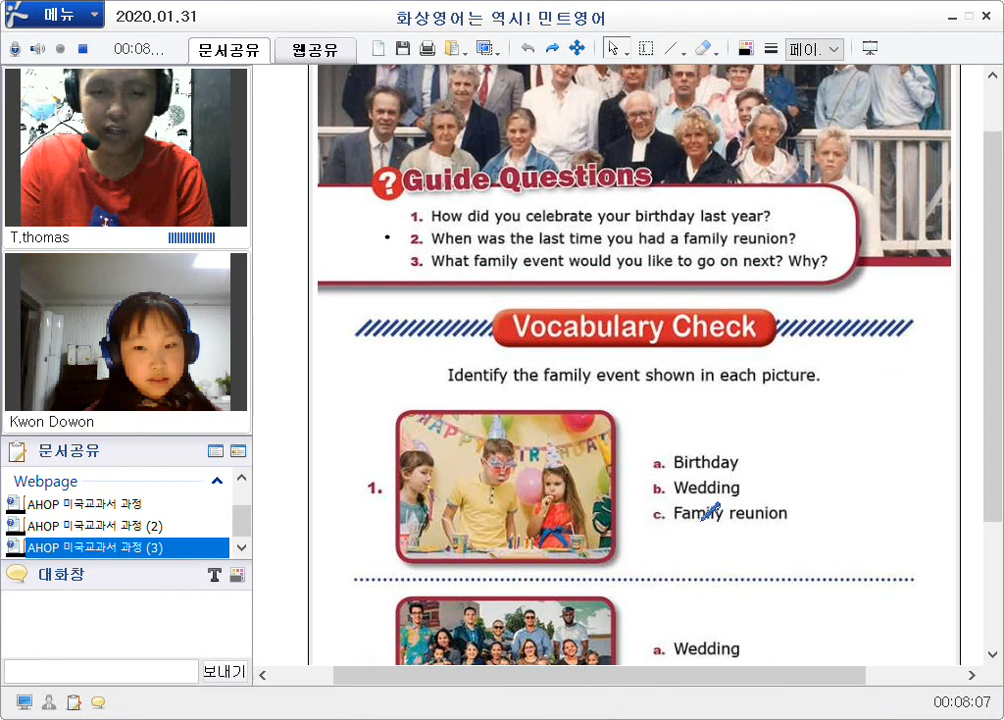 메뉴
2020.01.31
화상영어는 역시! 민트영어
00:08...
문서공유
웹공유
페이.
T,thomas
Kwon Dowon
문서공유
Webpage
AHOP 미국교과서 과정
AHOP 미국교과서 과정 (2)
AHOP 미국교과서 과정 (3)
대화창
T
보내기
? Guide Questions
1. How did you celebrate your birthday last year?
2. When was the last time you had a family reunion?
3. What family event would you like to go on next? Why?
Vocabulary Check
Identify the family event shown in each picture.
1.
HAPPY BIRTHDAY
a. Birthday
b. Wedding
c. Family reunion
a. Wedding
00:08:07